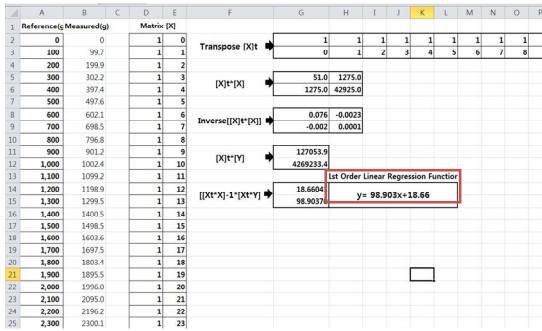 A B C D E F G H I J K L M N O P
1 Reference(g Measured(g) Matrix [X]
2 0 0 1 0 Transpose [X]t 1 1 1 1 1 1 1 1 1
3 100 99.7 1 1 0 1 2 3 4 5 6 7 8
4 200 199.9 1 2
5 300 302.2 1 3 [X]t*[X] 51.0 1275.0
6 400 397.4 1 4 1275.0 42925.0
7 500 497.6 1 5
8 600 602.1 1 6 Inverse[[X]t*[X]] 0.076 -0.0023
9 700 698.5 1 7 -0.002 0.0001
10 800 796.8 1 8
11 900 901.2 1 9 [X]t*[Y] 127053.9
12 1,000 1002.4 1 10 4269233.4
13 1,100 1099.2 1 11 1st Order Linear Regression Function
14 1,200 1198.9 1 12 [[Xt*X]-1*[Xt*Y] 18.6604 y= 98.903x+18.66
15 1,300 1299.5 1 13 98.9037
16 1,400 1400.5 1 14
17 1,500 1498.5 1 15
18 1,600 1603.6 1 16
19 1,700 1697.5 1 17
20 1,800 1803.4 1 18
21 1,900 1895.5 1 19
22 2,000 1996.0 1 20
23 2,100 2095.0 1 21
24 2,200 2196.2 1 22
25 2,300 2300.1 1 23